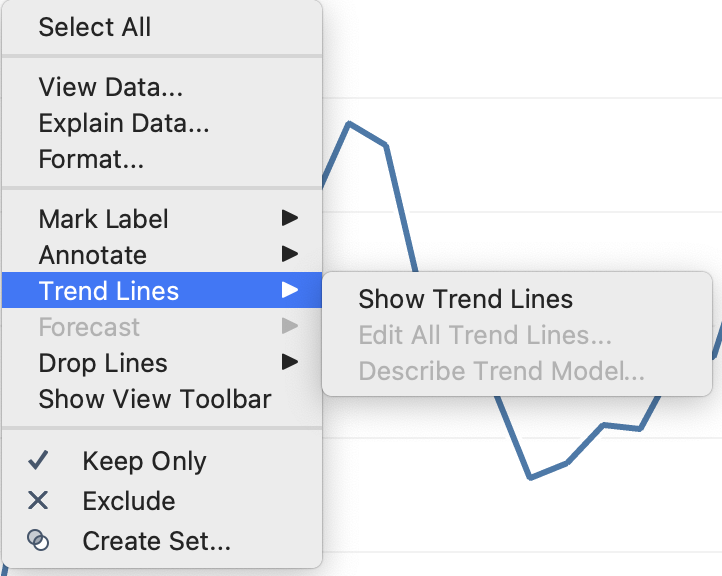 Select All
View Data...
Explain Data...
Format...
Mark Label
Annotate
Trend Lines
Show Trend Lines
Forecast
Edit All Trend Lines...
Drop Lines
Describe Trend Model...
Show View Toolbar
Keep Only
Exclude
Create Set...